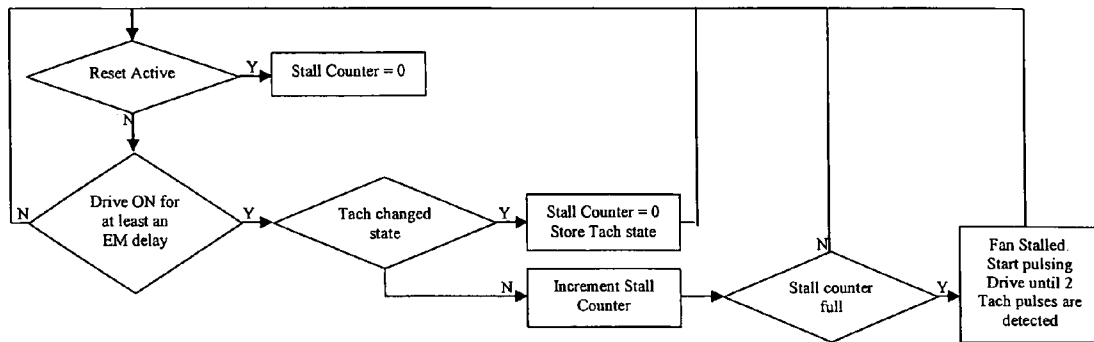 Reset Active
Y
Stall Counter = 0
N
Drive ON for
at least an
EM delay
N
Y
Tach changed
state
Y
Stall Counter = 0
Store Tach state
N
Increment Stall
Counter
N
Stall counter
full
Y
Fan Stalled.
Start pulsing
Drive until 2
Tach pulses are
detected